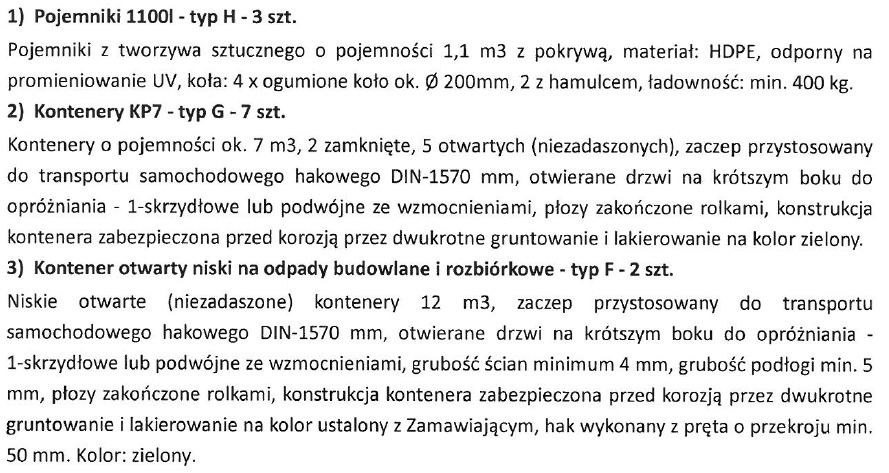 1) Pojemniki 1100l - typ H - 3 szt.
Pojemniki z tworzywa sztucznego o pojemności 1,1 m3 z pokrywą, materiał: HDPE, odporny na
promieniowanie UV, koła: 4 x ogumione koło ok. Ø 200mm, 2 z hamulcem, ładowność: min. 400 kg.
2) Kontenery KP7 - typ G - 7 szt.
Kontenery o pojemności ok. 7 m3, 2 zamknięte, 5 otwartych (niezadaszonych), zaczep przystosowany
do transportu samochodowego hakowego DIN-1570 mm, otwierane drzwi na krótszym boku do
opróżniania - 1-skrzydłowe lub podwójne ze wzmocnieniami, płozy zakończone rolkami, konstrukcja
kontenera zabezpieczona przed korozją przez dwukrotne gruntowanie i lakierowanie na kolor zielony.
3) Kontener otwarty niski na odpady budowlane i rozbiórkowe - typ F - 2 szt.
Niskie otwarte (niezadaszone) kontenery 12 m3, zaczep przystosowany do transportu
samochodowego hakowego DIN-1570 mm, otwierane drzwi na krótszym boku do opróżniania -
1-skrzydłowe lub podwójne ze wzmocnieniami, grubość ścian minimum 4 mm, grubość podłogi min. 5
mm, płozy zakończone rolkami, konstrukcja kontenera zabezpieczona przed korozją przez dwukrotne
gruntowanie i lakierowanie na kolor ustalony z Zamawiającym, hak wykonany z pręta o przekroju min.
50 mm. Kolor: zielony.